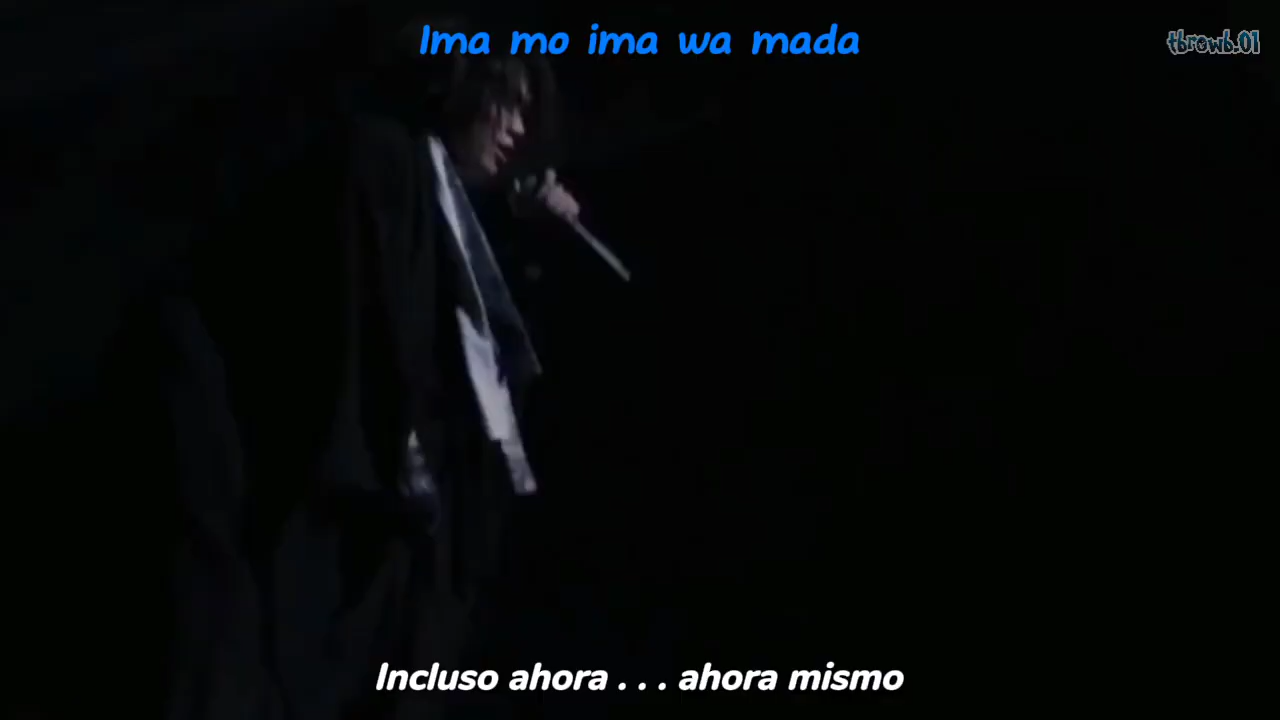 Ima mo ima wa mada
tbrowb.01
Incluso ahora . . . ahora mismo